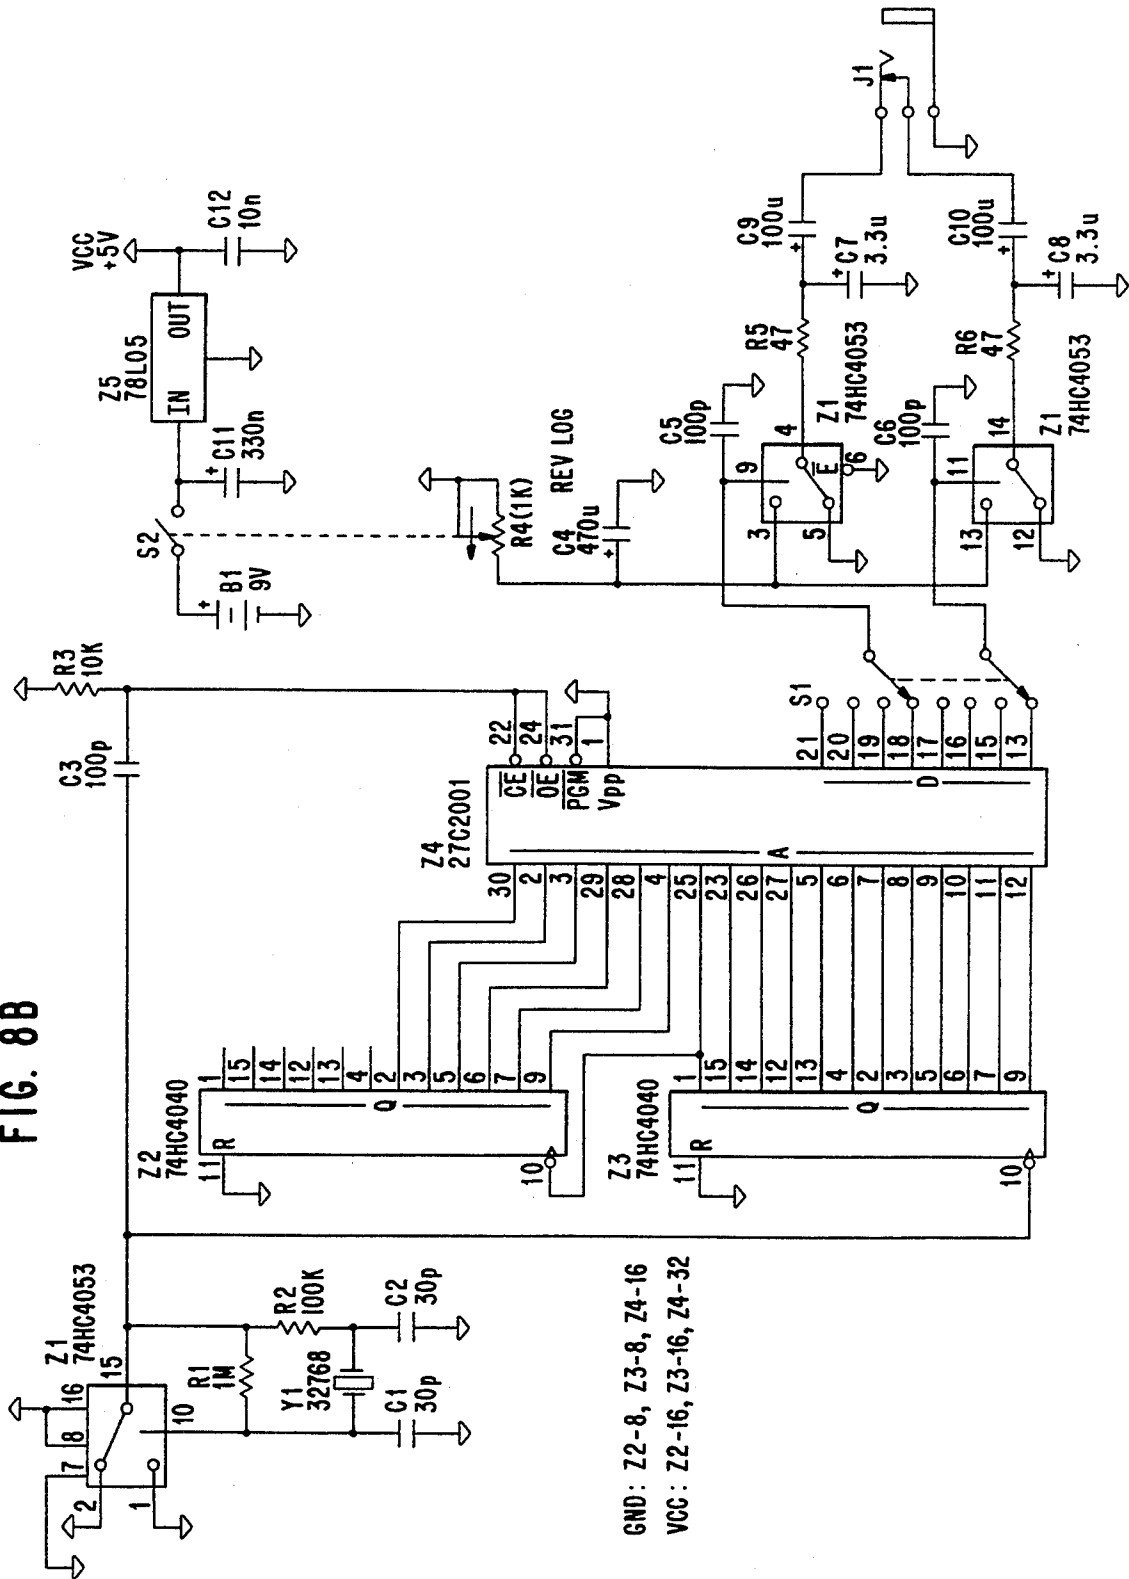 FIG. 8B
Z1
74HC4053
7
8
16
15
2
1
10
R1
1M
R2
100K
Y1
32768
C1
30p
C2
30p
GND: Z2-8, Z3-8, Z4-16
VCC: Z2-16, Z3-16, Z4-32
Z2
74HC4040
11
R
Q
10
1
15
14
12
13
4
2
3
5
6
7
9
Z3
74HC4040
11
R
Q
10
1
15
14
12
13
4
2
3
5
6
7
9
Z4
27C2001
30
2
3
29
28
4
25
23
26
27
5
6
7
8
9
10
11
12
A
D
CE
OE
PGM
Vpp
22
24
31
1
21
20
19
18
17
16
15
13
S1
C3
100p
R3
10K
B1
9V
+
S2
+
C11
330n
Z5
78L05
IN
OUT
VCC
+5V
C12
10n
R4(1K)
REV LOG
C4
470u
+
C5
100p
9
3
5
4
E
6
Z1
74HC4053
R5
47
+
C7
3.3u
C9
100u
+
C6
100p
11
13
12
14
Z1
74HC4053
R6
47
+
C8
3.3u
C10
100u
+
J1